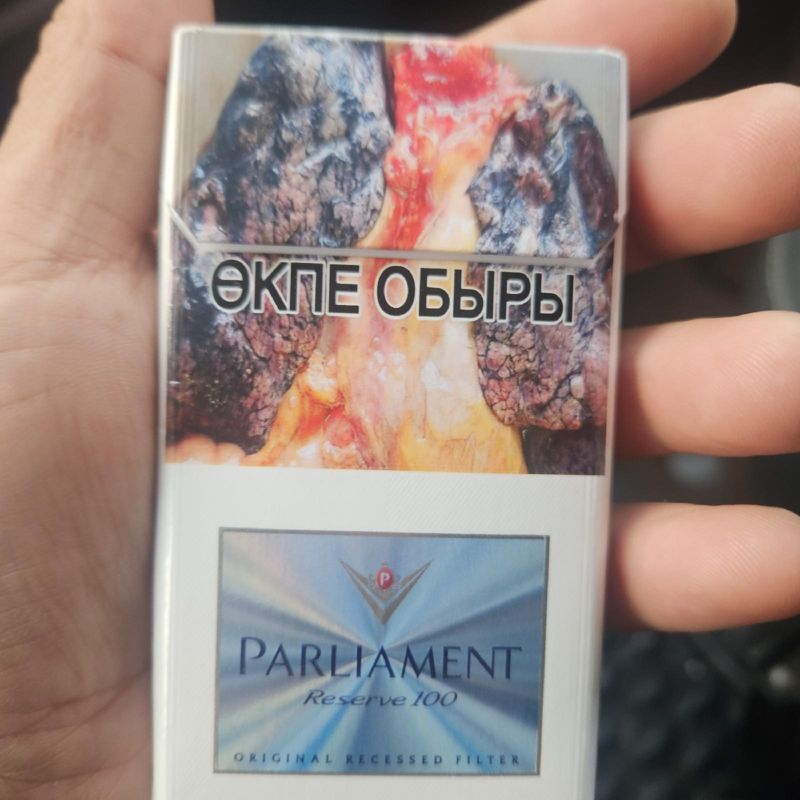 ӨКПЕ ОБЫРЫ
P
PARLIAMENT
Reserve 100
ORIGINAL RECESSED FILTER